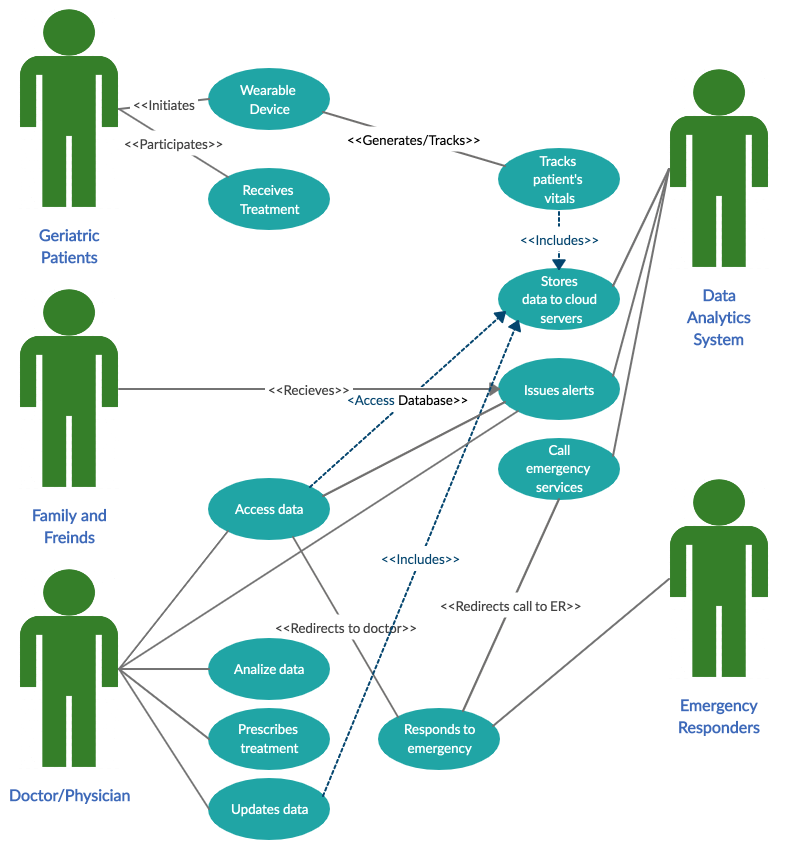 <<Initiates
Wearable
Device
<<Participates>>
<<Generates/Tracks>>
Receives
Treatment
Tracks
patient's
vitals
Geriatric
Patients
<<Includes>>
Stores
data to cloud
servers
Data
Analytics
System
<<Recieves>>
Issues alerts
<Access Database>>
Call
emergency
services
Access data
Family and
Freinds
<<Includes>>
<<Redirects call to ER>>
<<Redirects to doctor>>
Analize data
Prescribes
treatment
Responds to
emergency
Emergency
Responders
Doctor/Physician
Updates data